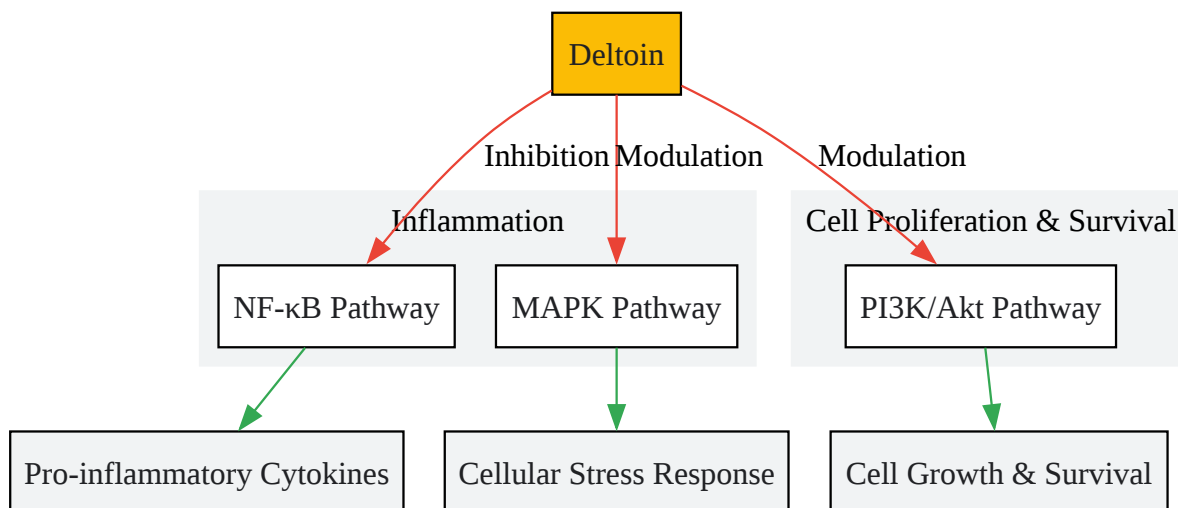 Deltoin
Inhibition
Modulation
Modulation
Inflammation
Cell Proliferation & Survival
NF-κB Pathway
MAPK Pathway
PI3K/Akt Pathway
Pro-inflammatory Cytokines
Cellular Stress Response
Cell Growth & Survival